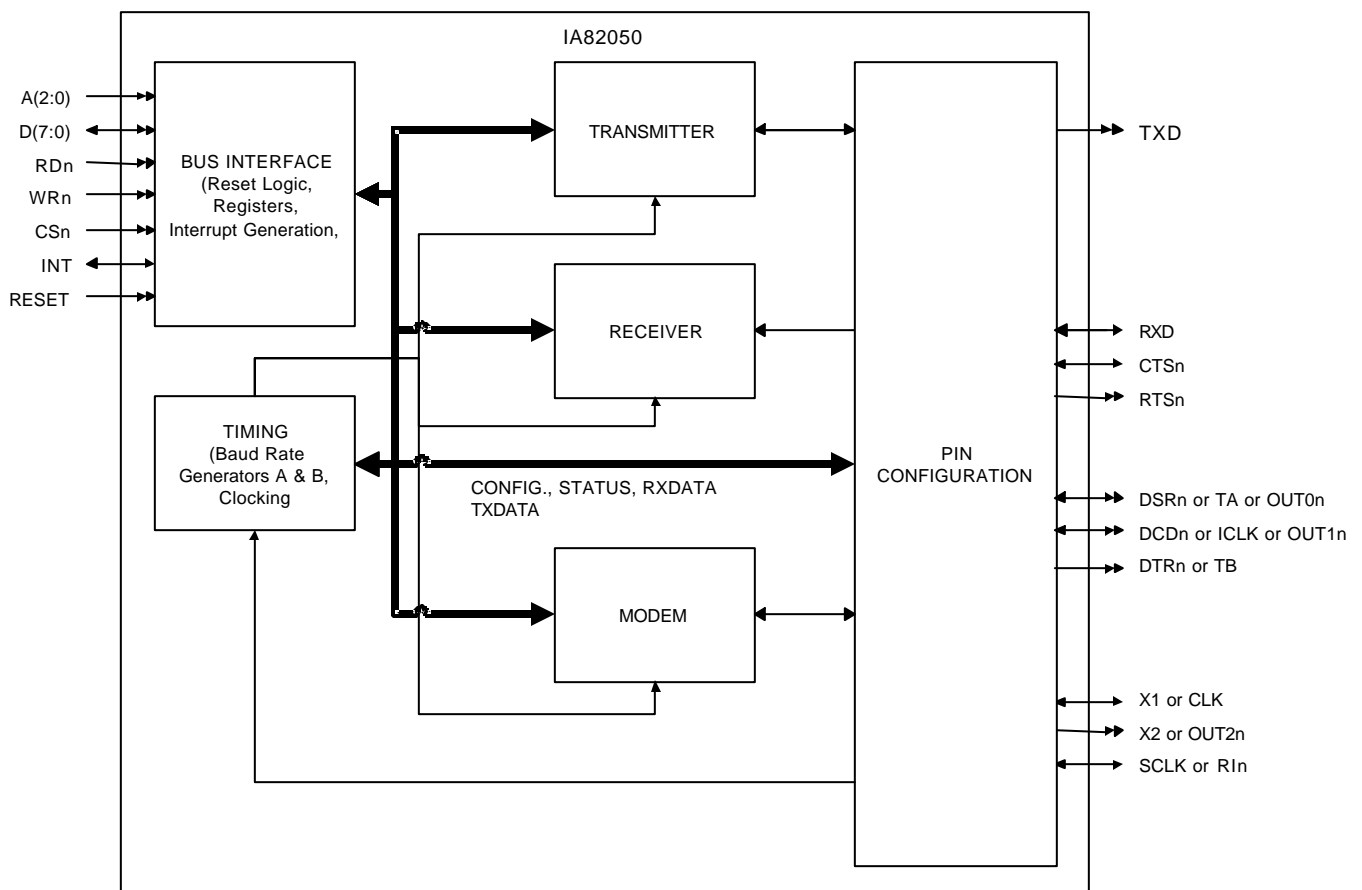 IA82050
A(2:0)
D(7:0)
RDn
WRn
CSn
INT
RESET
BUS INTERFACE
(Reset Logic,
Registers,
Interrupt Generation,
TIMING
(Baud Rate
Generators A & B,
Clocking
TRANSMITTER
RECEIVER
CONFIG., STATUS, RXDATA
TXDATA
MODEM
PIN
CONFIGURATION
TXD
RXD
CTSn
RTSn
DSRn or TA or OUT0n
DCDn or ICLK or OUT1n
DTRn or TB
X1 or CLK
X2 or OUT2n
SCLK or RIn